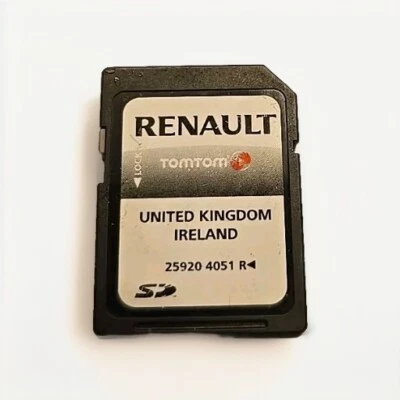 RENAULT
LOCK
TOMTOM
UNITED KINGDOM
IRELAND
25920 4051 R◄
SD